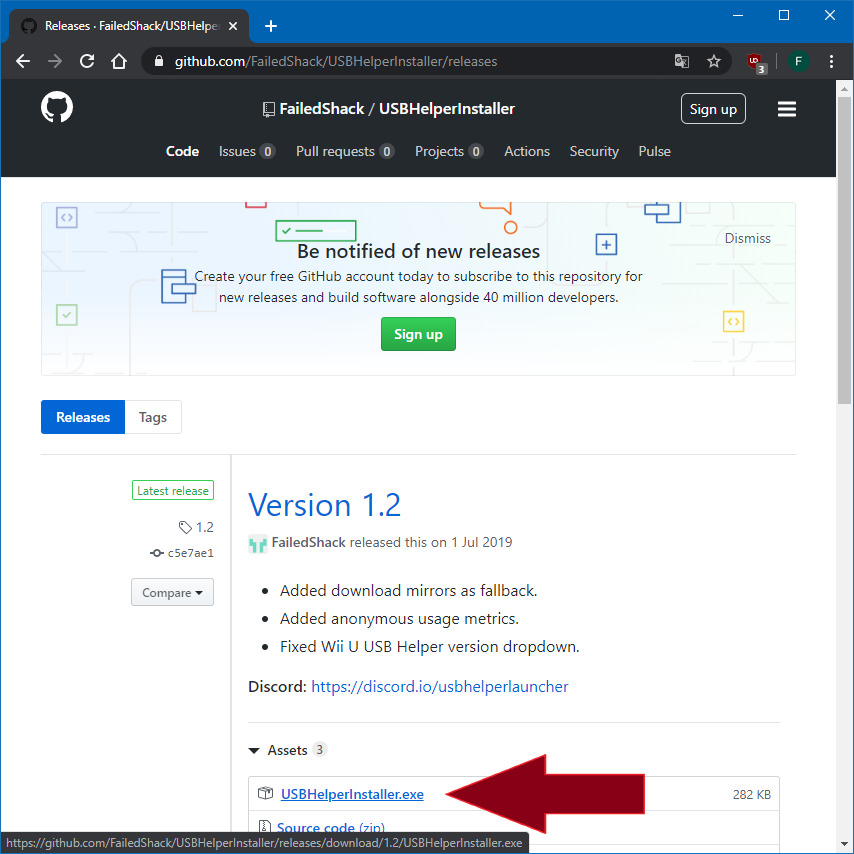 Releases · FailedShack/USBHelpe
github.com/FailedShack/USBHelperInstaller/releases
3
F
FailedShack / USBHelperInstaller
Sign up
Code Issues 0 Pull requests 0 Projects 0 Actions Security Pulse
Be notified of new releases
Dismiss
Create your free GitHub account today to subscribe to this repository for
new releases and build software alongside 40 million developers.
Sign up
Releases Tags
Latest release
1.2
c5e7ae1
Compare
Version 1.2
FailedShack released this on 1 Jul 2019
Added download mirrors as fallback.
Added anonymous usage metrics.
Fixed Wii U USB Helper version dropdown.
Discord: https://discord.io/usbhelperlauncher
Assets 3
USBHelperInstaller.exe 282 KB
Source code (zip)
https://github.com/FailedShack/USBHelperInstaller/releases/download/1.2/USBHelperInstaller.exe